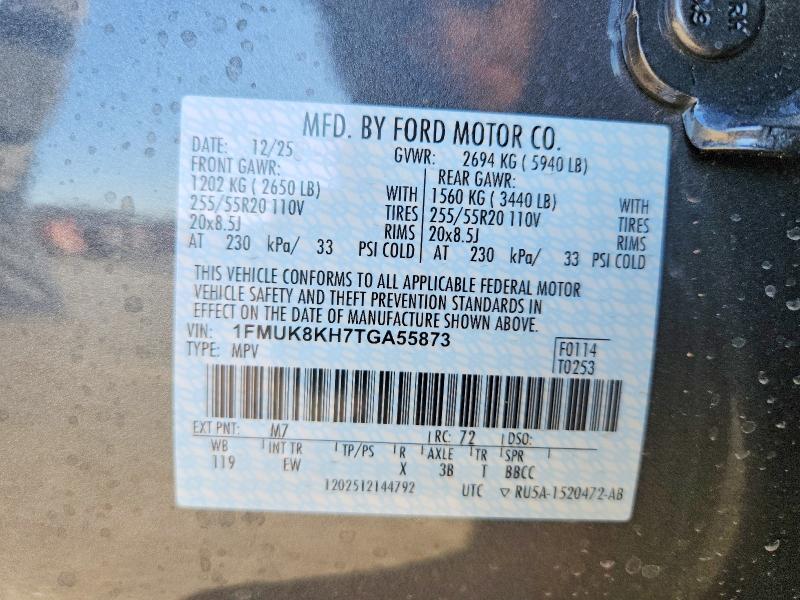 MFD. BY FORD MOTOR CO.
DATE: 12/25 GVWR: 2694 KG ( 5940 LB)
FRONT GAWR: REAR GAWR:
1202 KG ( 2650 LB) WITH 1560 KG ( 3440 LB) WITH
255/55R20 110V TIRES 255/55R20 110V TIRES
20x8.5J RIMS 20x8.5J RIMS
AT 230 kPa/ 33 PSI COLD AT 230 kPa/ 33 PSI COLD
THIS VEHICLE CONFORMS TO ALL APPLICABLE FEDERAL MOTOR
VEHICLE SAFETY AND THEFT PREVENTION STANDARDS IN
EFFECT ON THE DATE OF MANUFACTURE SHOWN ABOVE.
VIN: 1FMUK8KH7TGA55873
TYPE: MPV F0114
T0253
EXT PNT: M7 RC: 72 DSO:
WB INT TR TP/PS R AXLE TR SPR
119 EW X 3B T BBCC
1202512144792 UTC ▽ RU5A-1520472-AB